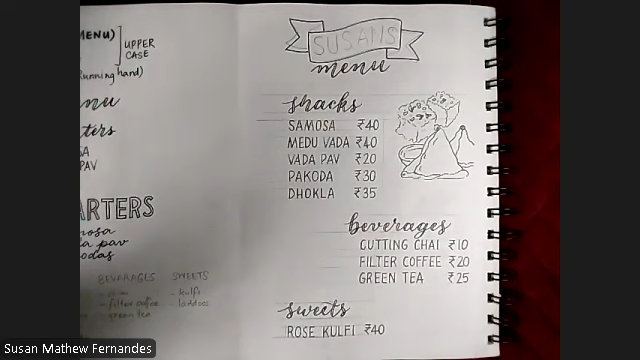 MENU)
UPPER
CASE
running hand)
nu
ters
SA
PAV
ARTERS
mosa
a pav
odas
BEVARAGES SWEETS
- kulfi
- filter coffee - laddoos
- green tea
SUSANS
menu
snacks
SAMOSA ₹40
MEDU VADA ₹40
VADA PAV ₹20
PAKODA ₹30
DHOKLA ₹35
beverages
CUTTING CHAI ₹10
FILTER COFFEE ₹20
GREEN TEA ₹25
sweets
ROSE KULFI ₹40
Susan Mathew Fernandes